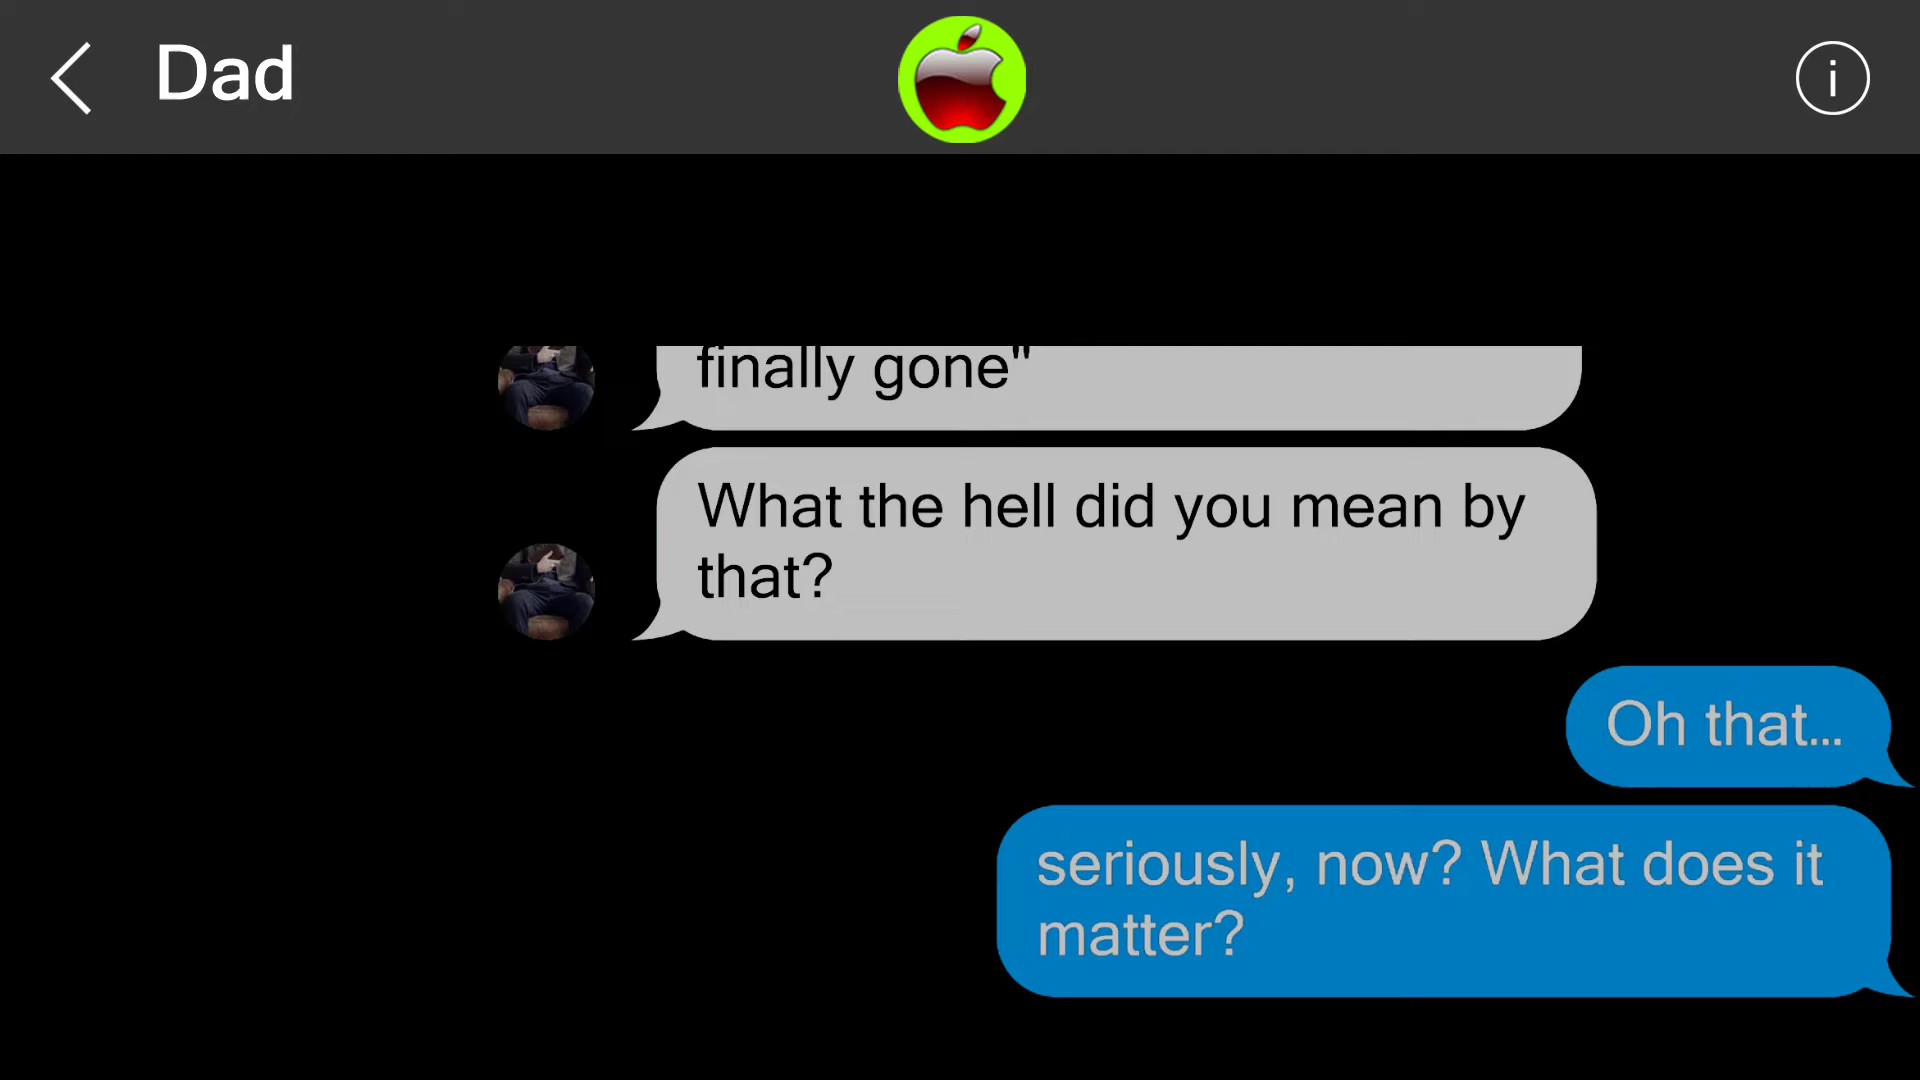 Dad
i
finally gone"
What the hell did you mean by
that?
Oh that...
seriously, now? What does it
matter?